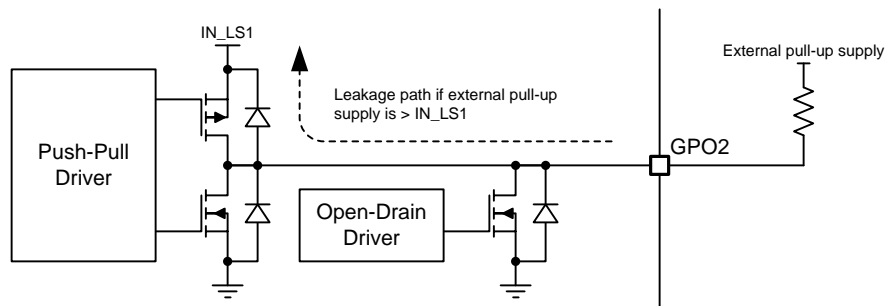 IN_LS1
External pull-up supply
Leakage path if external pull-up
supply is > IN_LS1
Push-Pull
Driver
GPO2
Open-Drain
Driver